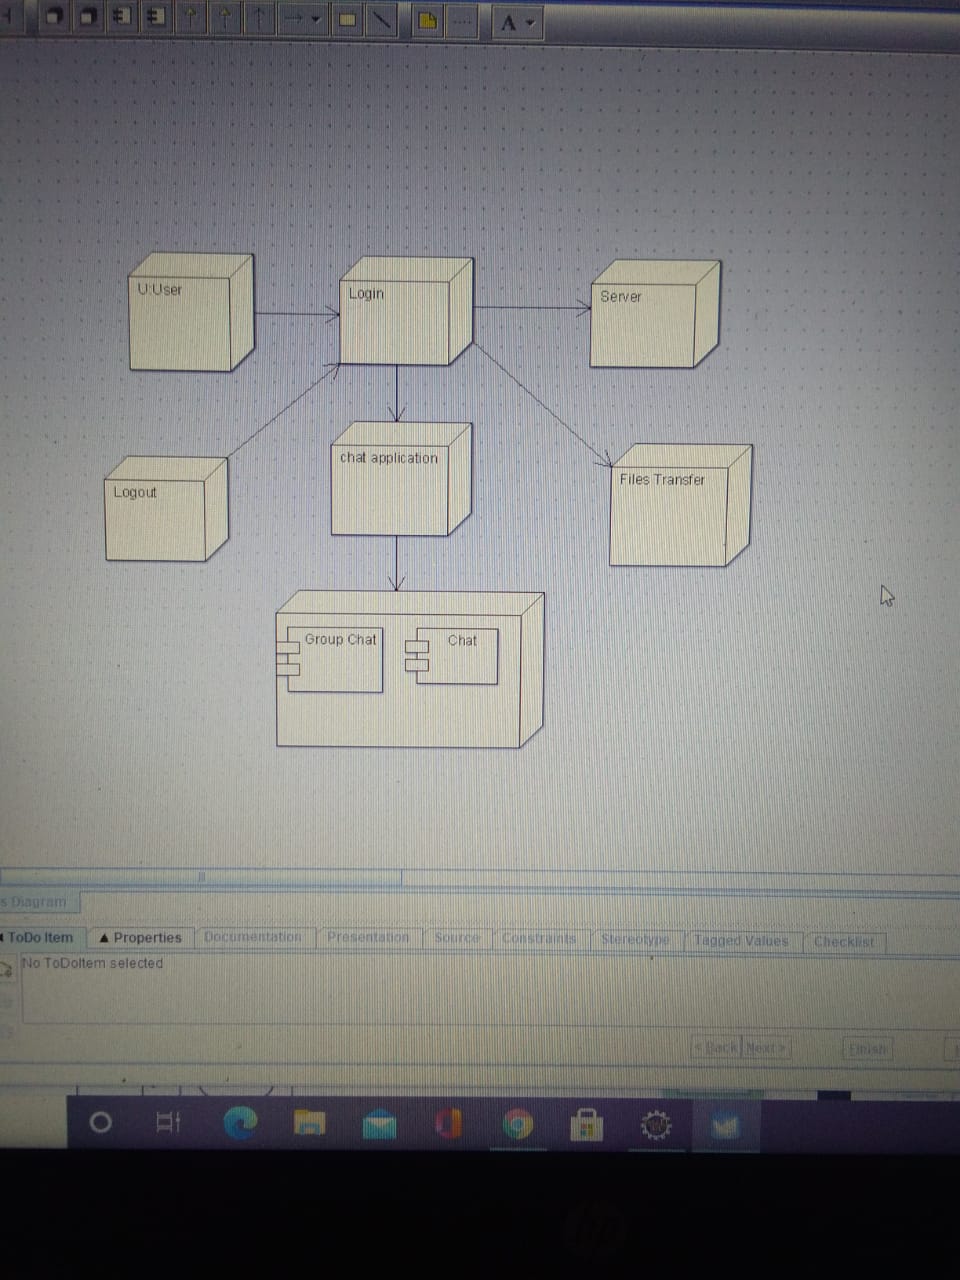 A
U:User
Login
Server
Logout
chat application
Files Transfer
Group Chat
Chat
s Diagram
ToDo Item
▲ Properties
Documentation
Presentation
Source
Constraints
Stereotype
Tagged Values
Checklist
No ToDoItem selected
< Back
Next >
Finish
hp